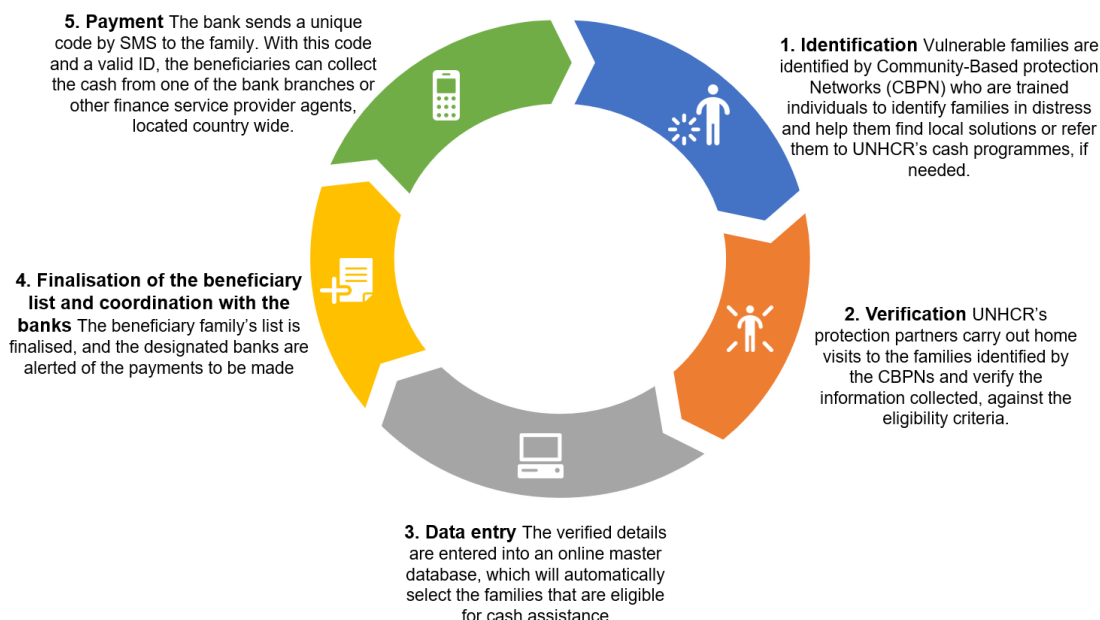 1. Identification Vulnerable families are
identified by Community-Based protection
Networks (CBPN) who are trained
individuals to identify families in distress
and help them find local solutions or refer
them to UNHCR's cash programmes, if
needed.
2. Verification UNHCR's
protection partners carry out home
visits to the families identified by
the CBPNs and verify the
information collected, against the
eligibility criteria.
3. Data entry The verified details
are entered into an online master
database, which will automatically
select the families that are eligible
for cash assistance
4. Finalisation of the beneficiary
list and coordination with the
banks The beneficiary family's list is
finalised, and the designated banks are
alerted of the payments to be made
5. Payment The bank sends a unique
code by SMS to the family. With this code
and a valid ID, the beneficiaries can collect
the cash from one of the bank branches or
other finance service provider agents,
located country wide.